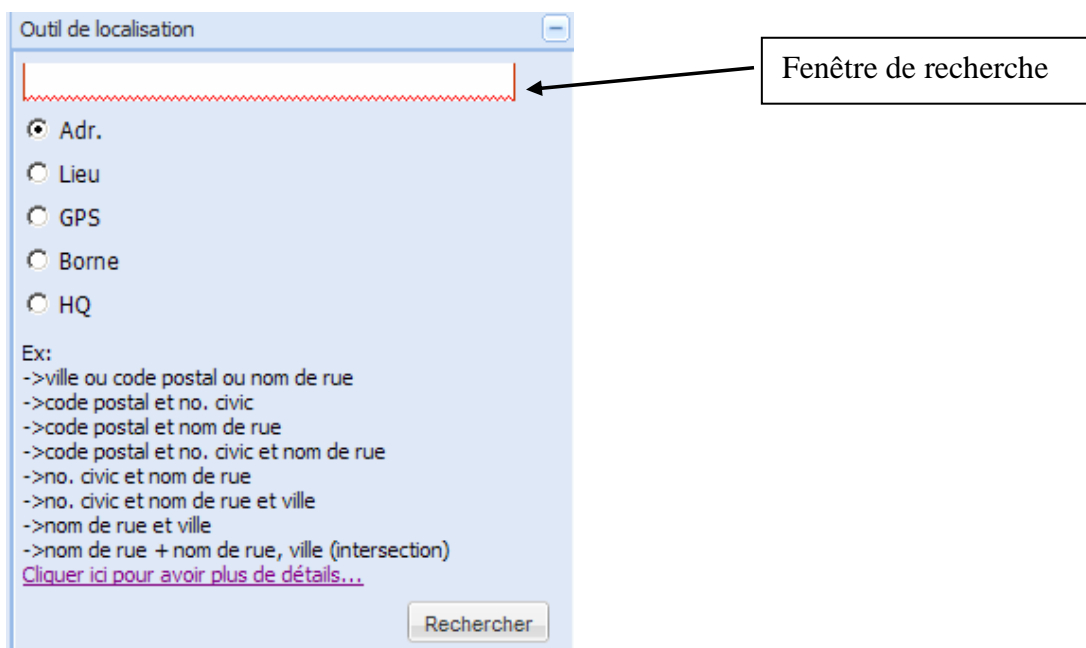 Outil de localisation
Fenêtre de recherche
Adr.
Lieu
GPS
Borne
HQ
Ex:
->ville ou code postal ou nom de rue
->code postal et no. civic
->code postal et nom de rue
->code postal et no. civic et nom de rue
->no. civic et nom de rue
->no. civic et nom de rue et ville
->nom de rue et ville
->nom de rue + nom de rue, ville (intersection)
Cliquer ici pour avoir plus de détails...
Rechercher